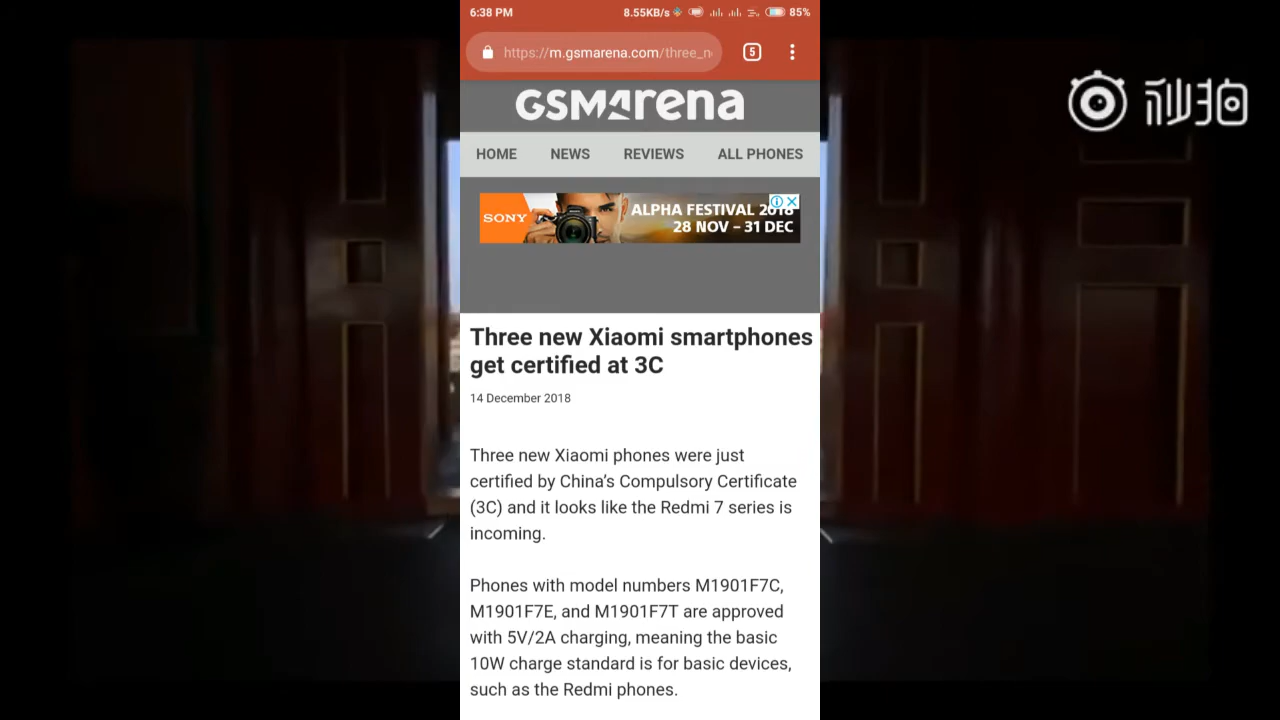 6:38 PM
8.55KB/s
85%
https://m.gsmarena.com/three_n
5
GSMArena
HOME NEWS REVIEWS ALL PHONES
SONY
ALPHA FESTIVAL 2018
28 NOV – 31 DEC
Three new Xiaomi smartphones
get certified at 3C
14 December 2018
Three new Xiaomi phones were just
certified by China’s Compulsory Certificate
(3C) and it looks like the Redmi 7 series is
incoming.
Phones with model numbers M1901F7C,
M1901F7E, and M1901F7T are approved
with 5V/2A charging, meaning the basic
10W charge standard is for basic devices,
such as the Redmi phones.
秒拍